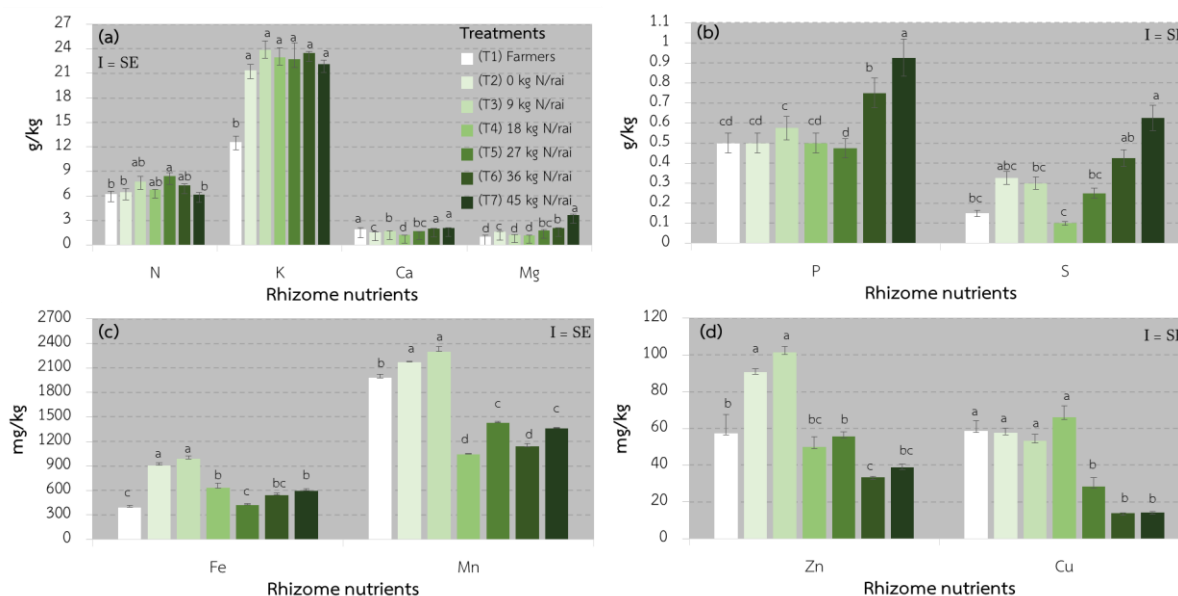 (a)
I = SE
g/kg
27
24
21
18
15
12
9
6
3
0
Treatments
(T1) Farmers
(T2) 0 kg N/rai
(T3) 9 kg N/rai
(T4) 18 kg N/rai
(T5) 27 kg N/rai
(T6) 36 kg N/rai
(T7) 45 kg N/rai
b b ab ab a ab b
b a a a a a a
a c c d bc a a
d b d d bc b a
N K Ca Mg
Rhizome nutrients
(b)
I = SE
g/kg
1.1
1
0.9
0.8
0.7
0.6
0.5
0.4
0.3
0.2
0.1
0
cd cd c cd d b a
bc abc bc c bc ab a
P S
Rhizome nutrients
(c)
I = SE
mg/kg
2700
2400
2100
1800
1500
1200
900
600
300
0
c a a b c bc b
b a a d c d c
Fe Mn
Rhizome nutrients
(d)
I = SE
mg/kg
120
100
80
60
40
20
0
b a a bc b c bc
a a a a b b b
Zn Cu
Rhizome nutrients